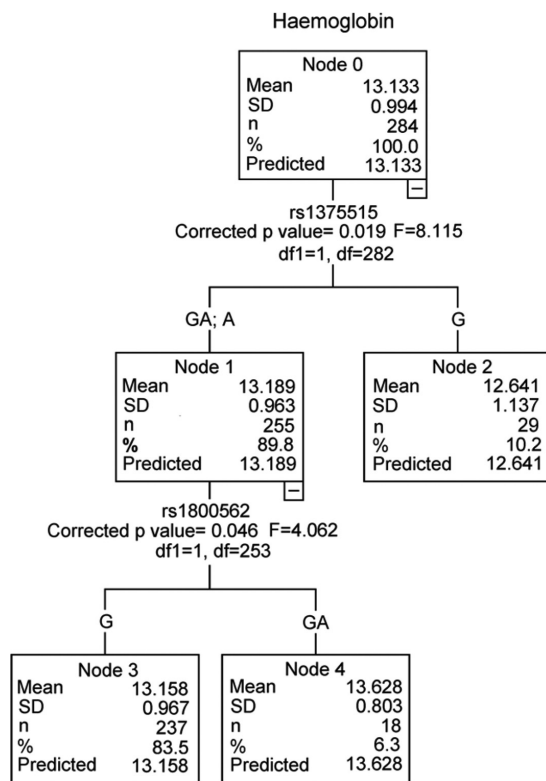 Haemoglobin
Node 0
Mean 13.133
SD 0.994
n 284
% 100.0
Predicted 13.133
rs1375515
Corrected p value= 0.019 F=8.115
df1=1, df=282
GA; A
G
Node 1
Mean 13.189
SD 0.963
n 255
% 89.8
Predicted 13.189
Node 2
Mean 12.641
SD 1.137
n 29
% 10.2
Predicted 12.641
rs1800562
Corrected p value= 0.046 F=4.062
df1=1, df=253
G
GA
Node 3
Mean 13.158
SD 0.967
n 237
% 83.5
Predicted 13.158
Node 4
Mean 13.628
SD 0.803
n 18
% 6.3
Predicted 13.628